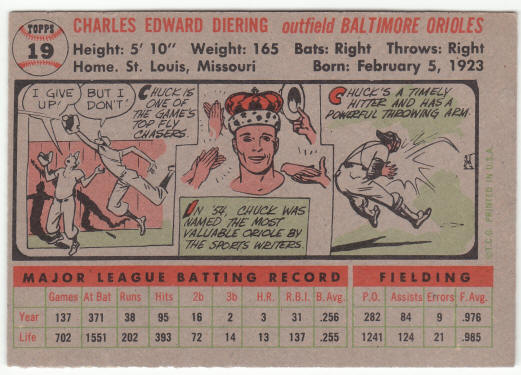 TOPPS
19
CHARLES EDWARD DIERING outfield BALTIMORE ORIOLES
Height: 5' 10" Weight: 165 Bats: Right Throws: Right
Home. St. Louis, Missouri Born: February 5, 1923
I GIVE
UP!
BUT I
DON'T!
CHUCK IS
ONE OF
THE GAME'S
TOP FLY
CHASERS.
IN '54, CHUCK WAS
NAMED THE MOST
VALUABLE ORIOLE BY
THE SPORTS WRITERS.
CHUCK'S A TIMELY
HITTER AND HAS A
POWERFUL THROWING ARM.
©T.C.G. PRINTED IN U.S.A.
MAJOR LEAGUE BATTING RECORD FIELDING
Games At Bat Runs Hits 2b 3b H.R. R.B.I. B. Avg. P.O. Assists Errors F. Avg.
Year 137 371 38 95 16 2 3 31 .256 282 84 9 .976
Life 702 1551 202 393 72 14 13 137 .255 1241 124 21 .985